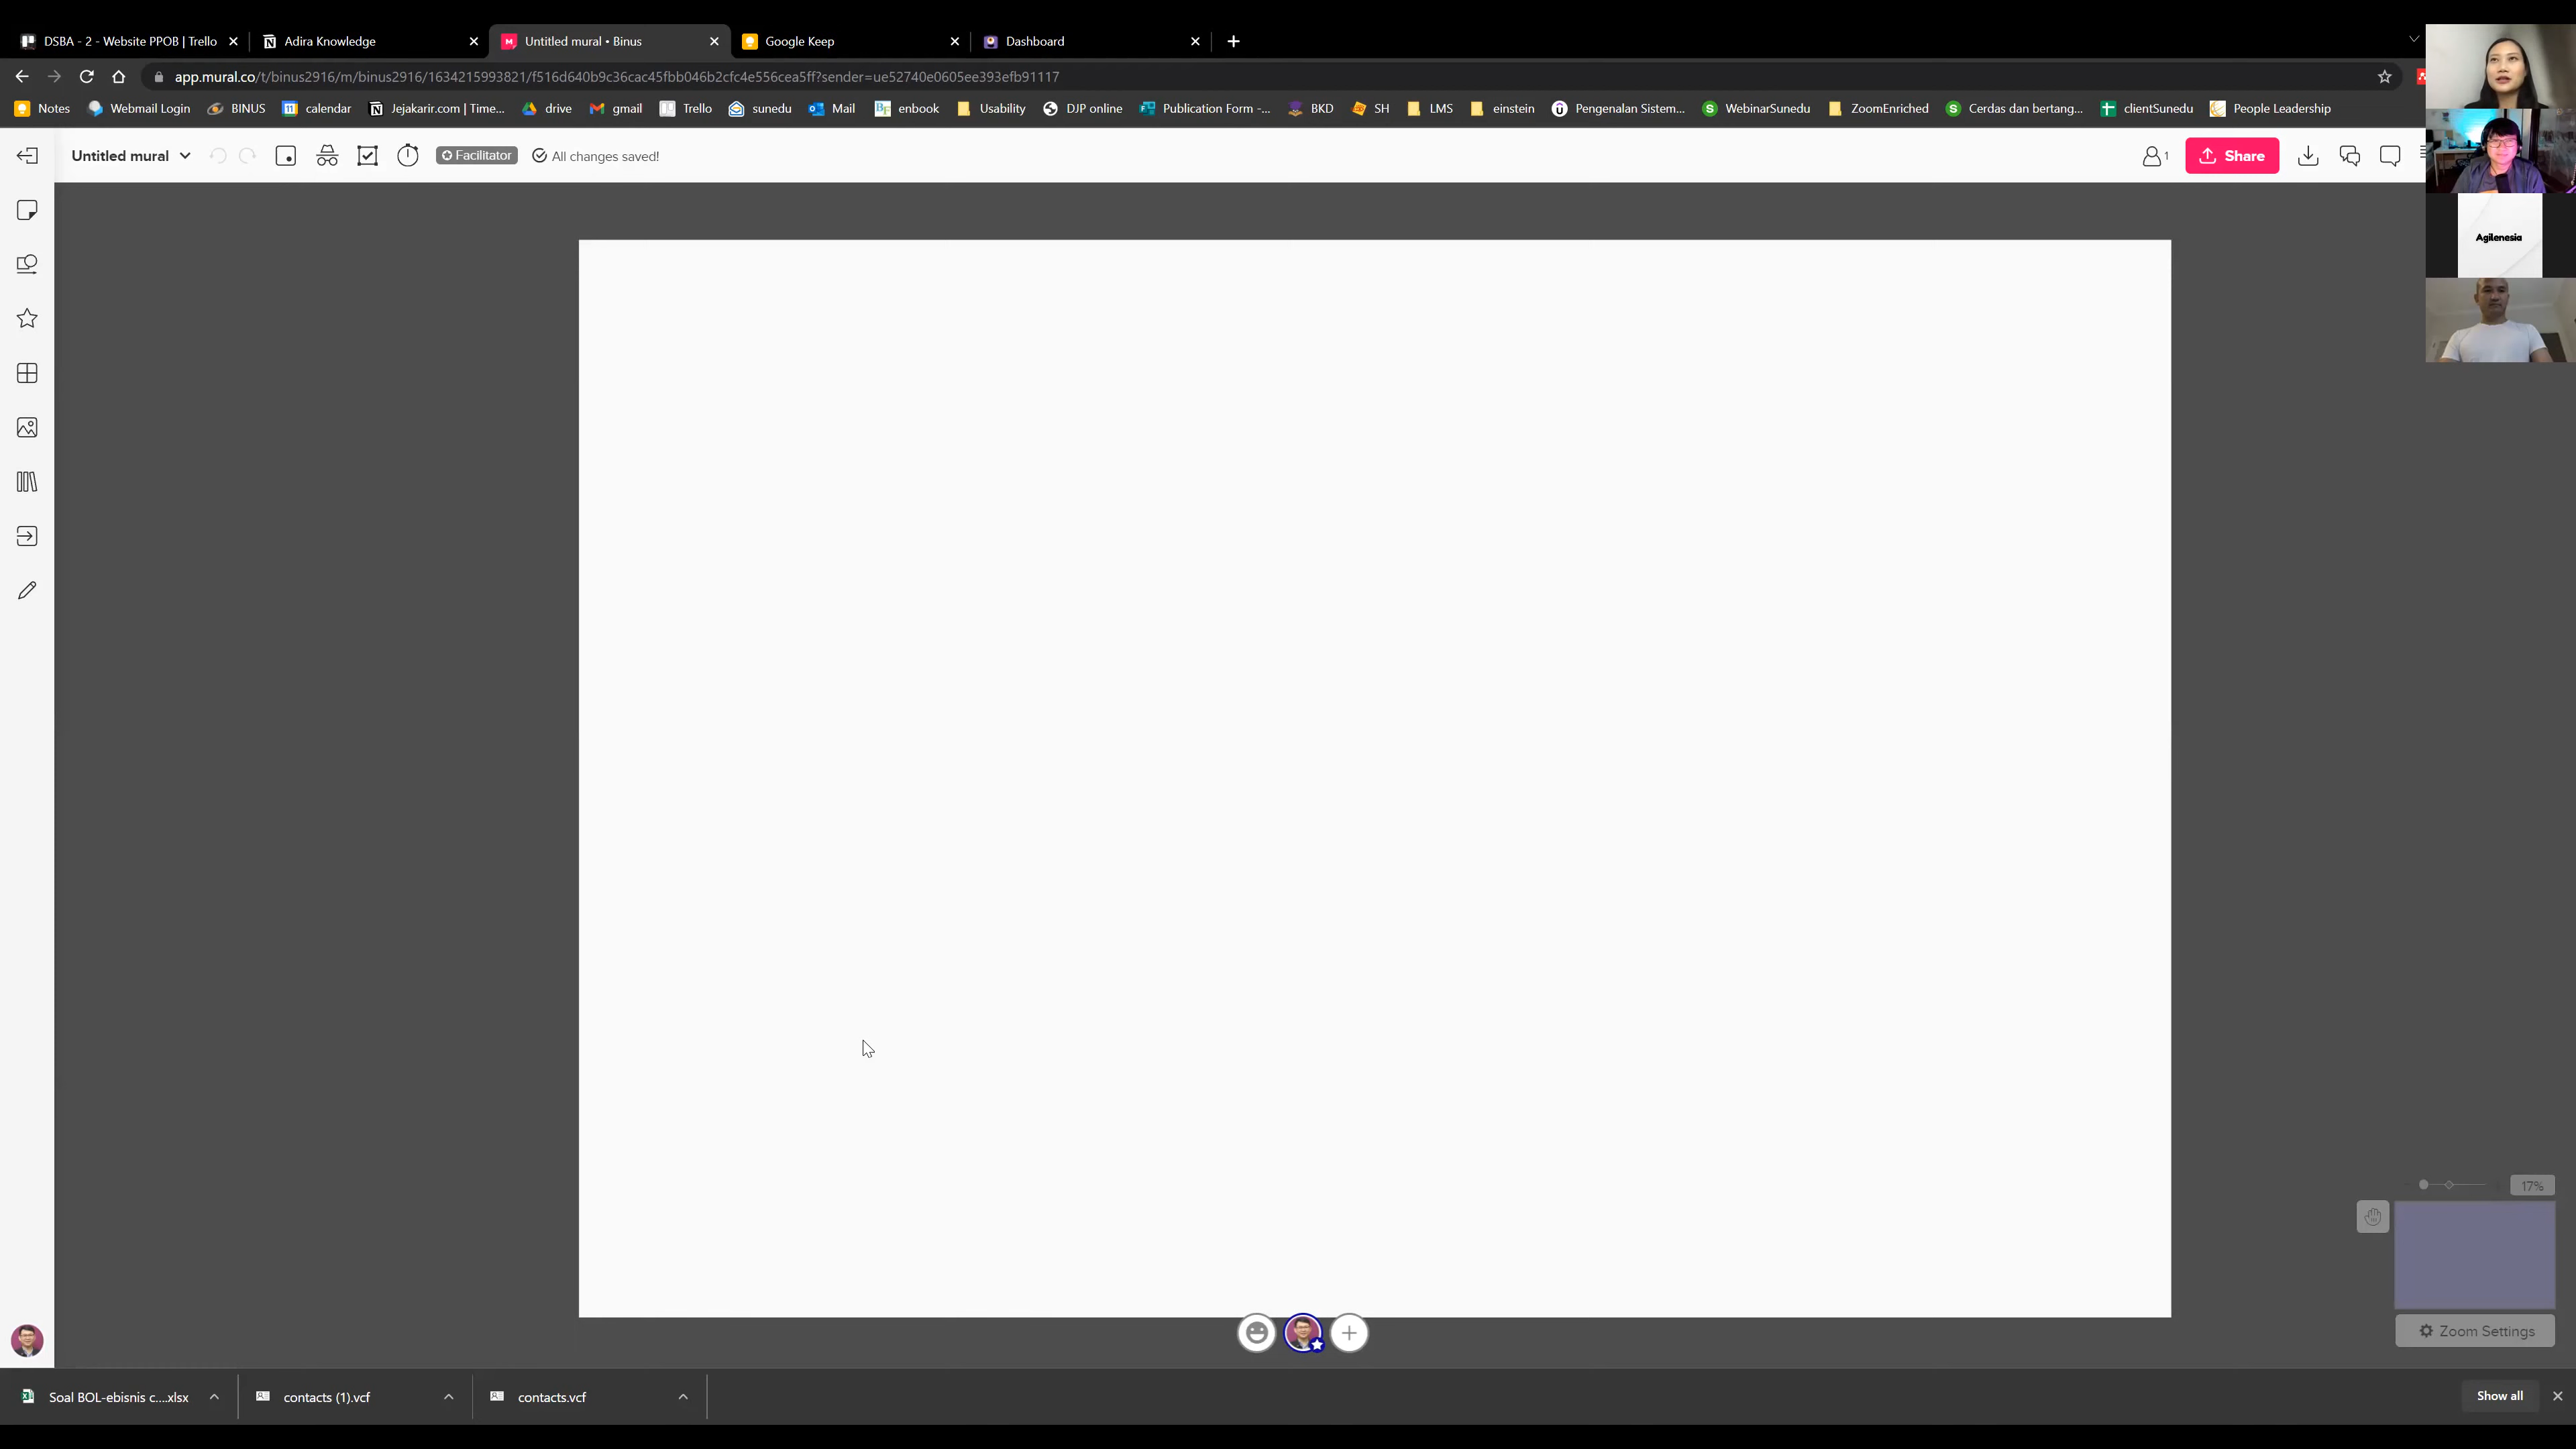 DSBA - 2 - Website PPOB | Trello
Adira Knowledge
Untitled mural • Binus
Google Keep
Dashboard
app.mural.co/t/binus2916/m/binus2916/1634215993821/f516d640b9c36cac45fbb046b2cfc4e556cea5ff?sender=ue52740e0605ee393efb91117
Notes
Webmail Login
BINUS
calendar
Jejakarir.com | Time...
drive
gmail
Trello
sunedu
Mail
enbook
Usability
DJP online
Publication Form -...
BKD
SH
LMS
einstein
Pengenalan Sistem...
WebinarSunedu
ZoomEnriched
Cerdas dan bertang...
clientSunedu
People Leadership
Untitled mural
Facilitator
All changes saved!
1
Share
Agilenesia
17%
Zoom Settings
Soal BOL-ebisnis c....xlsx
contacts (1).vcf
contacts.vcf
Show all